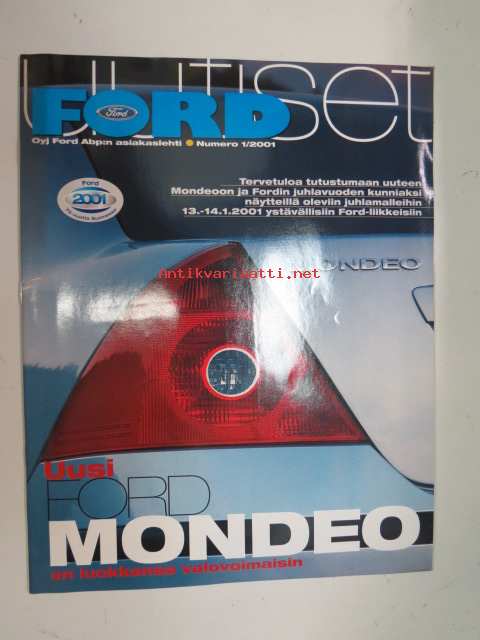 uutiset
FORD
Ford
Oyj Ford Abp:n asiakaslehti • Numero 1/2001
Ford
2001
Tervetuloa tutustumaan uuteen
Mondeoon ja Fordin juhlavuoden kunniaksi
näytteillä oleviin juhlamalleihin
13.-14.1.2001 ystävällisiin Ford-liikkeisiin
MONDEO
Antikvariaatti.net
Uusi
FORD
MONDEO
on luokkansa valovoimaisin